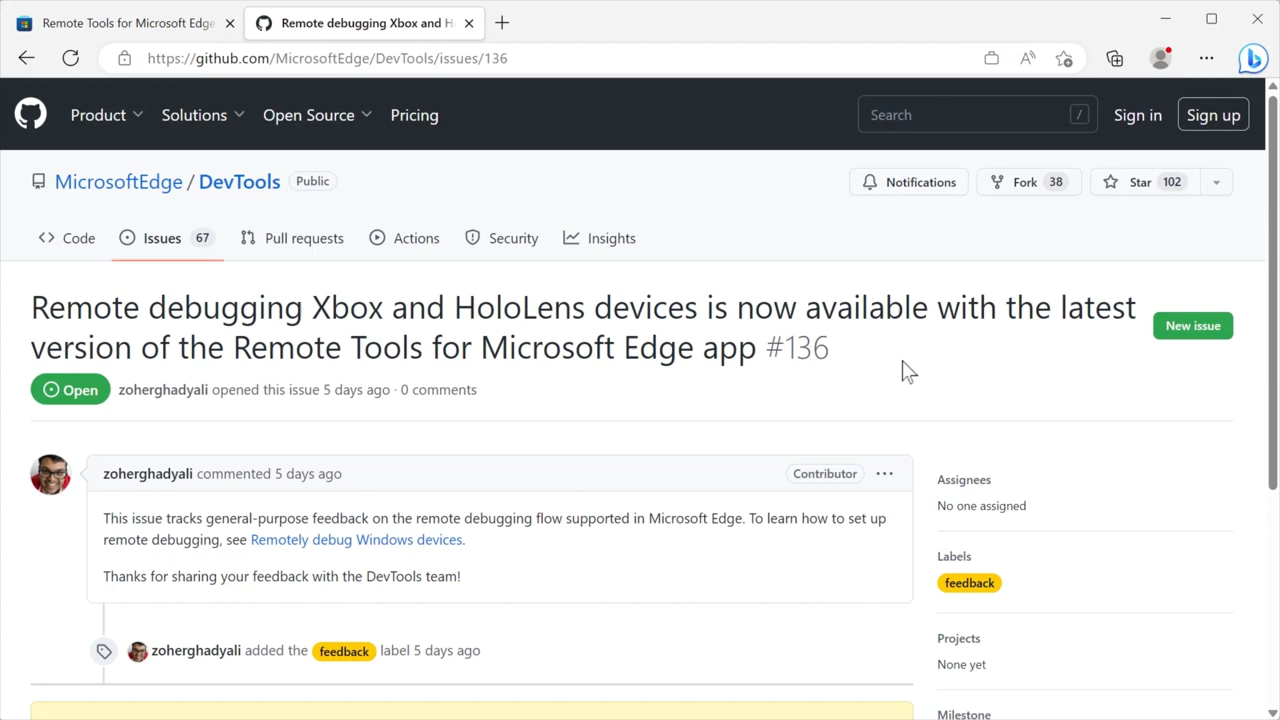 Remote Tools for Microsoft Edge
Remote debugging Xbox and H
https://github.com/MicrosoftEdge/DevTools/issues/136
Product
Solutions
Open Source
Pricing
Search
/
Sign in
Sign up
MicrosoftEdge / DevTools
Public
Notifications
Fork 38
Star 102
Code
Issues 67
Pull requests
Actions
Security
Insights
Remote debugging Xbox and HoloLens devices is now available with the latest
version of the Remote Tools for Microsoft Edge app #136
New issue
Open
zoherghadyali opened this issue 5 days ago · 0 comments
zoherghadyali commented 5 days ago
Contributor
This issue tracks general-purpose feedback on the remote debugging flow supported in Microsoft Edge. To learn how to set up
remote debugging, see Remotely debug Windows devices.
Thanks for sharing your feedback with the DevTools team!
zoherghadyali added the feedback label 5 days ago
Assignees
No one assigned
Labels
feedback
Projects
None yet
Milestone